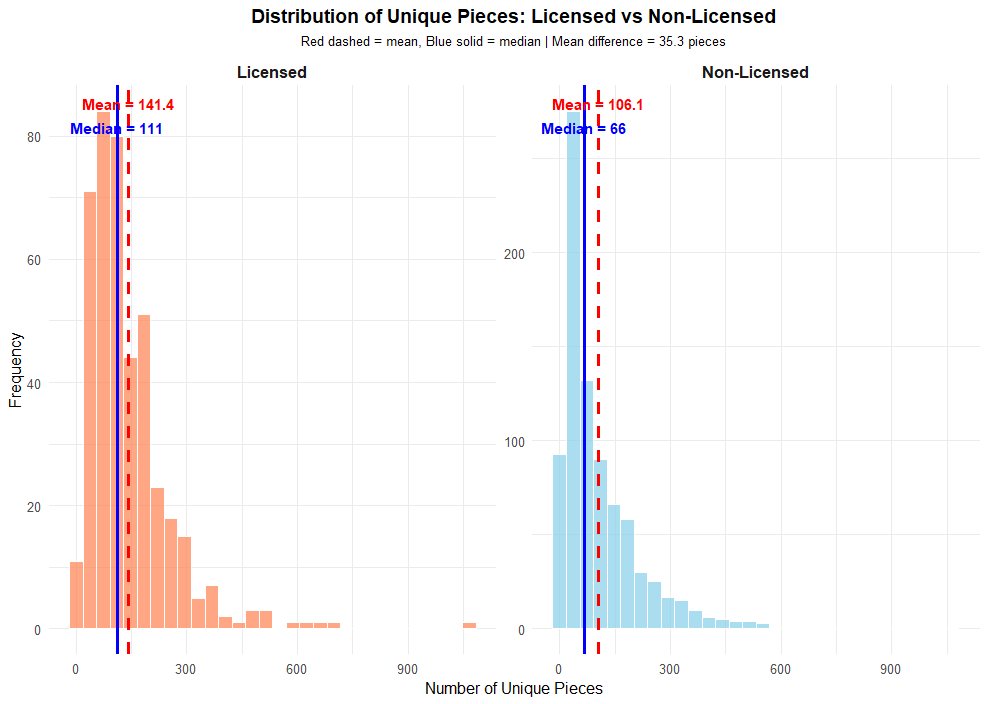 Distribution of Unique Pieces: Licensed vs Non-Licensed
Red dashed = mean, Blue solid = median | Mean difference = 35.3 pieces
Licensed
Non-Licensed
Mean = 141.4
Median = 111
Mean = 106.1
Median = 66
Frequency
80
60
40
20
0
200
100
0
0 300 600 900
0 300 600 900
Number of Unique Pieces